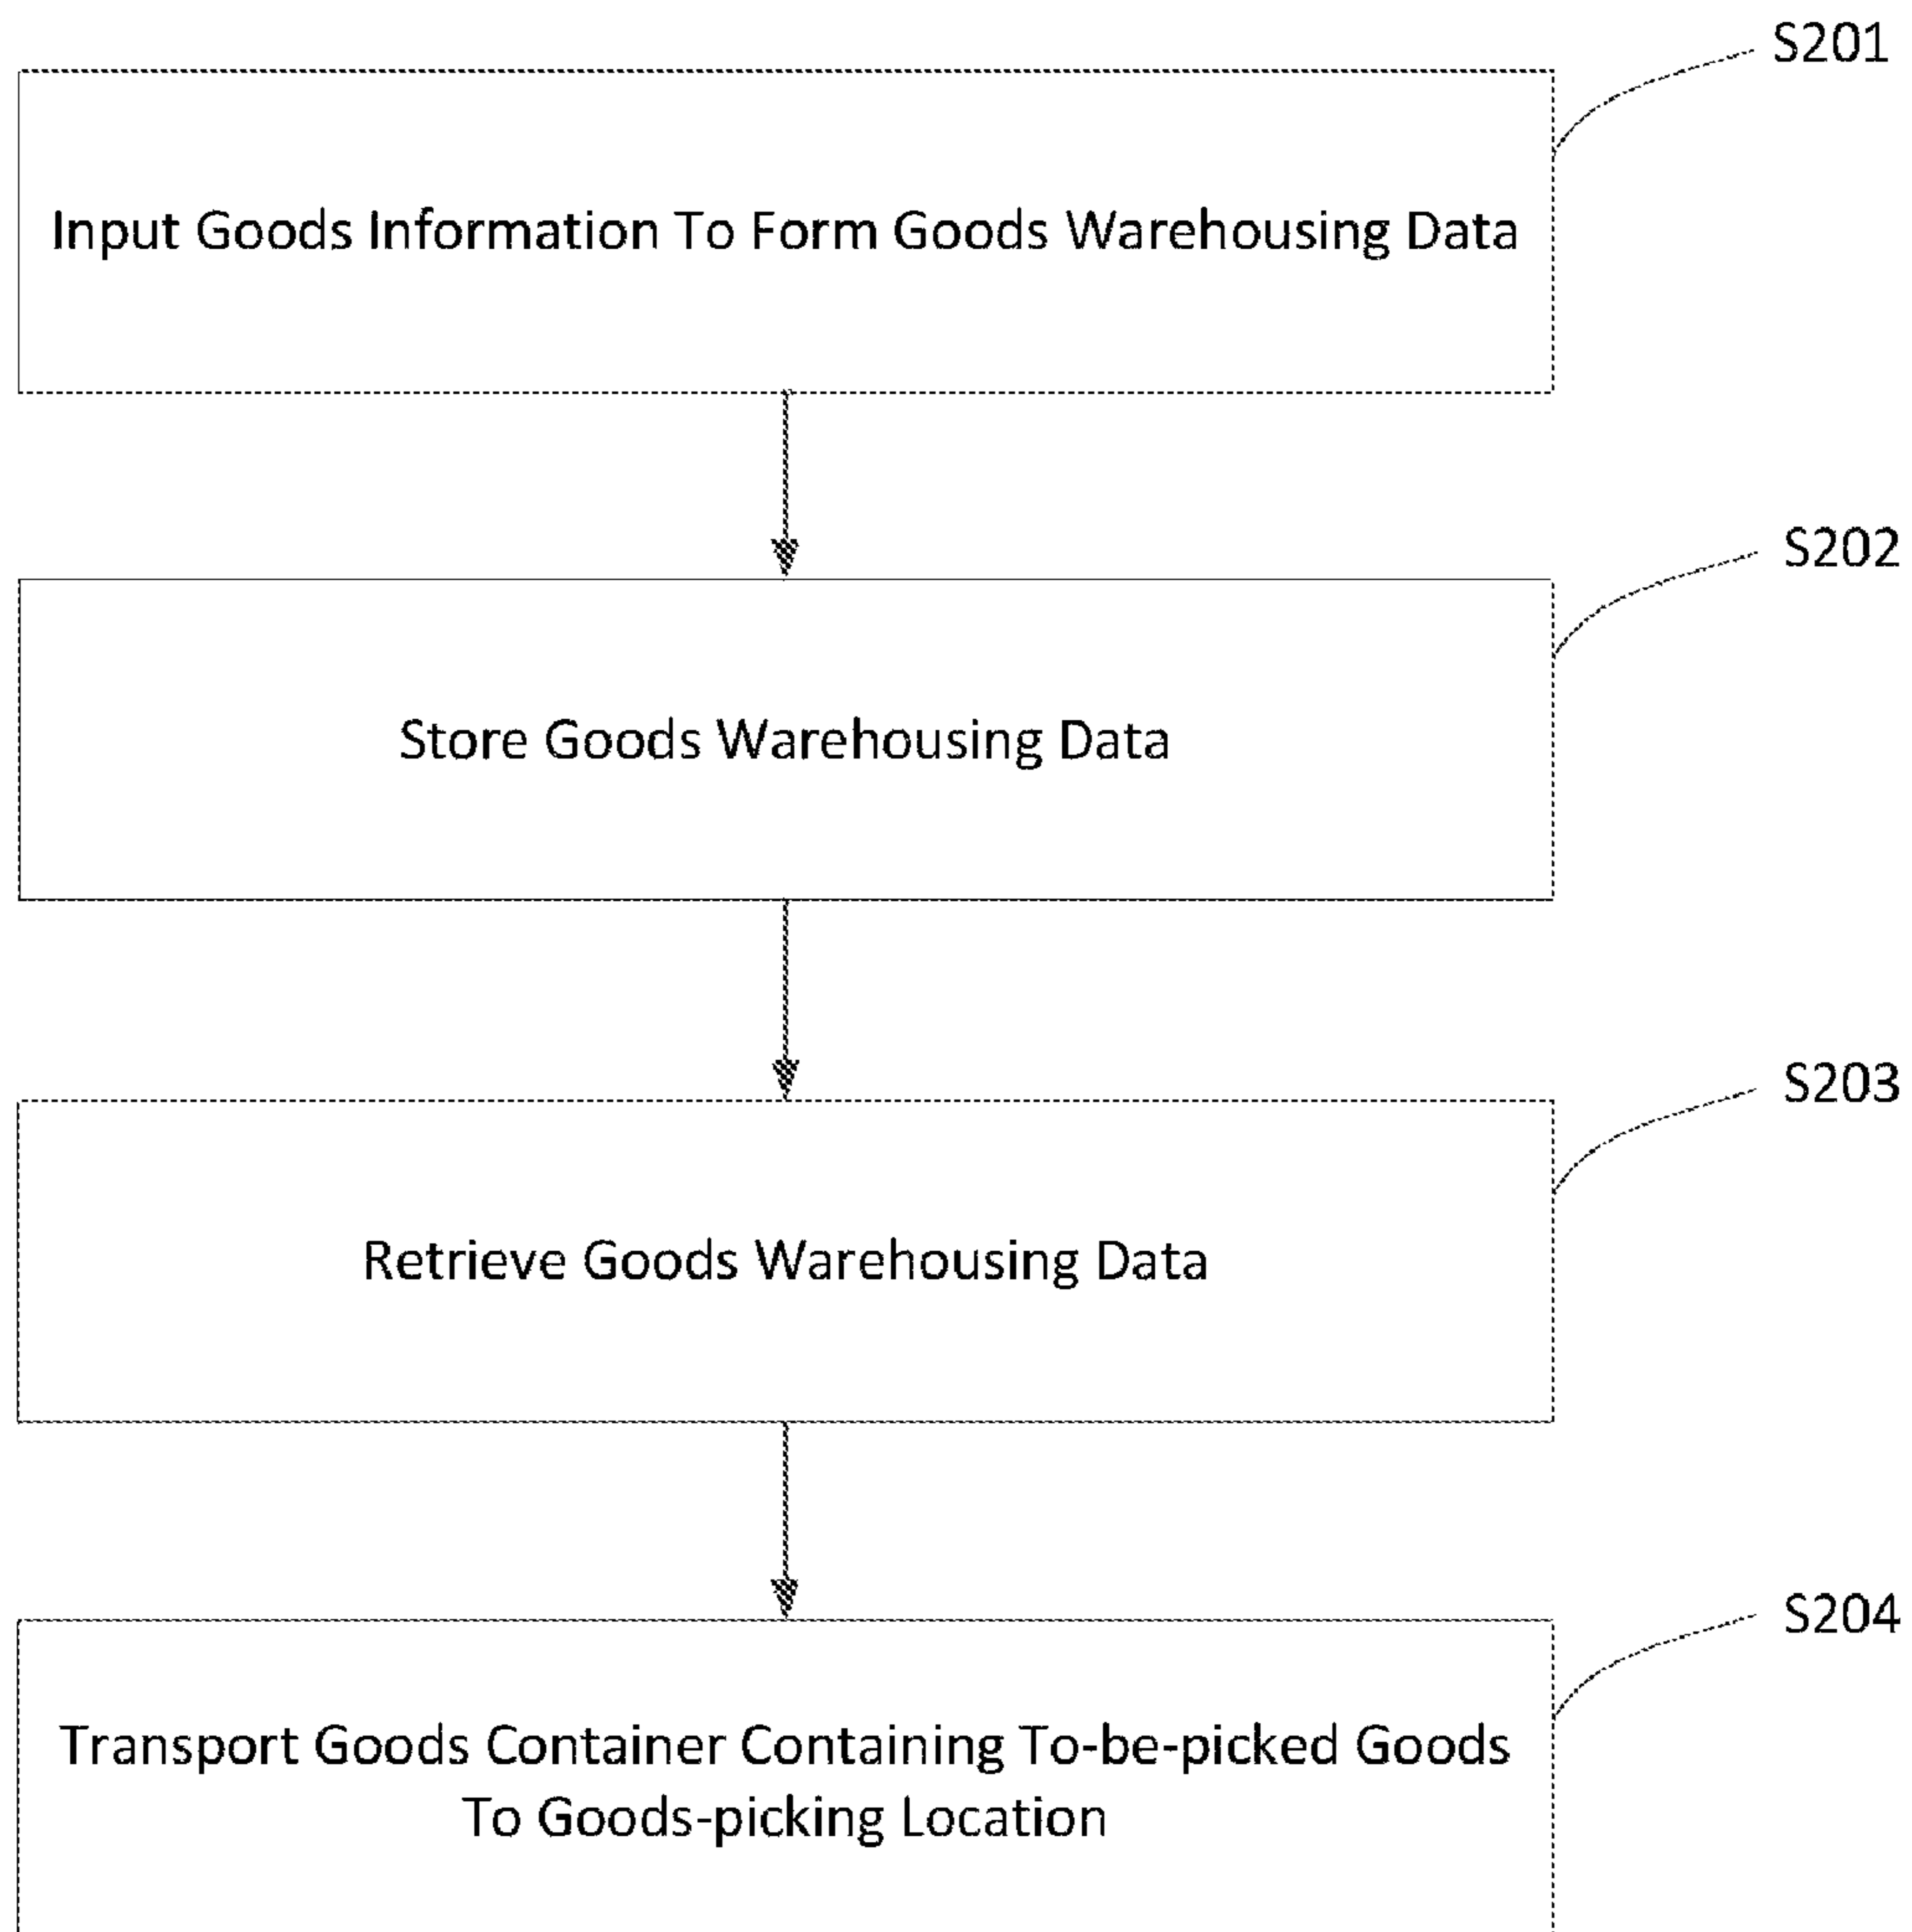 S201
Input Goods Information To Form Goods Warehousing Data
S202
Store Goods Warehousing Data
S203
Retrieve Goods Warehousing Data
S204
Transport Goods Container Containing To-be-picked Goods
To Goods-picking Location